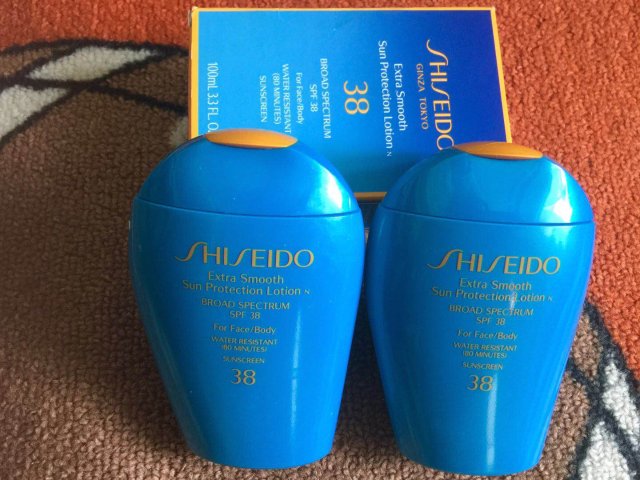 SHISEIDO
GINZA TOKYO
Extra Smooth
Sun Protection Lotion N
38
BROAD SPECTRUM
SPF 38
For Face/Body
WATER RESISTANT
(80 MINUTES)
SUNSCREEN
100mL 3.3 FL
SHISEIDO
Extra Smooth
Sun Protection Lotion N
BROAD SPECTRUM
SPF 38
For Face/Body
WATER RESISTANT
(80 MINUTES)
SUNSCREEN
38
SHISEIDO
Extra Smooth
Sun Protection Lotion N
BROAD SPECTRUM
SPF 38
For Face/Body
WATER RESISTANT
(80 MINUTES)
SUNSCREEN
38